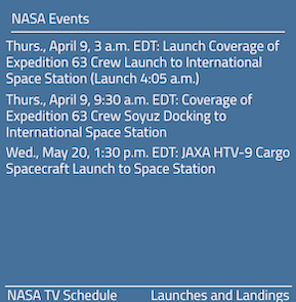 NASA Events
Thurs., April 9, 3 a.m. EDT: Launch Coverage of
Expedition 63 Crew Launch to International
Space Station (Launch 4:05 a.m.)
Thurs., April 9, 9:30 a.m. EDT: Coverage of
Expedition 63 Crew Soyuz Docking to
International Space Station
Wed., May 20, 1:30 p.m. EDT: JAXA HTV-9 Cargo
Spacecraft Launch to Space Station
NASA TV Schedule Launches and Landings